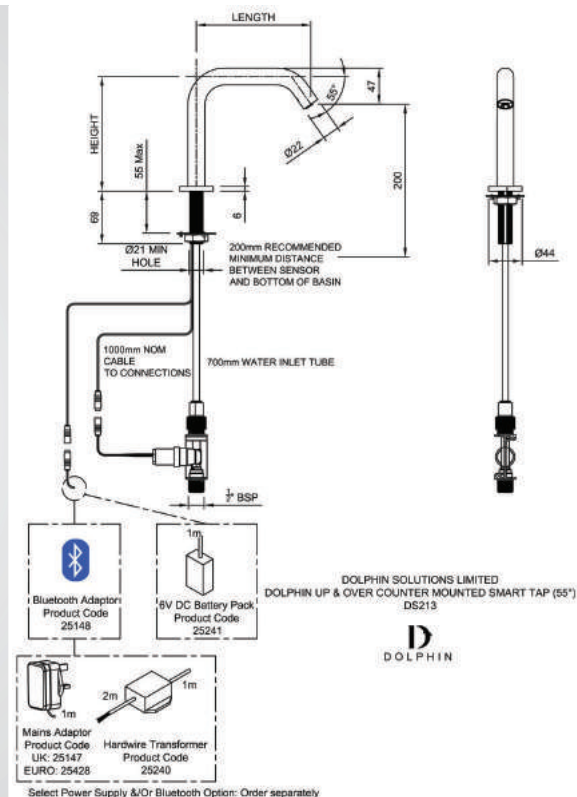 LENGTH
HEIGHT
55 Max
69
6
55°
47
Ø22
200
Ø21 MIN
HOLE
200mm RECOMMENDED
MINIMUM DISTANCE
BETWEEN SENSOR
AND BOTTOM OF BASIN
Ø44
1000mm NOM
CABLE
TO CONNECTIONS
700mm WATER INLET TUBE
½" BSP
Bluetooth Adaptor
Product Code
25148
1m
6V DC Battery Pack
Product Code
25241
DOLPHIN SOLUTIONS LIMITED
DOLPHIN UP & OVER COUNTER MOUNTED SMART TAP (55°)
DS213
DOLPHIN
1m
Mains Adaptor
Product Code
UK: 25147
EURO: 25428
2m
1m
Hardwire Transformer
Product Code
25240
Select Power Supply &/Or Bluetooth Option: Order separately